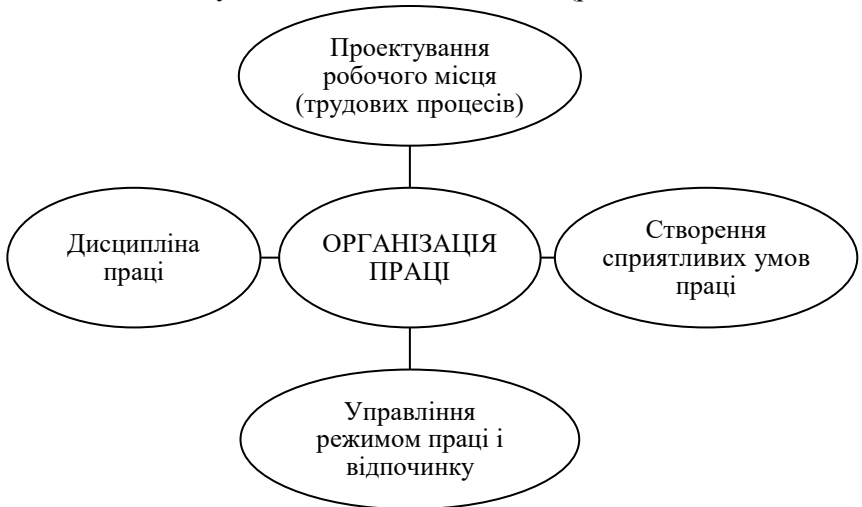 Проектування
робочого місця
(трудових процесів)
Дисципліна
праці
ОРГАНІЗАЦІЯ
ПРАЦІ
Створення
сприятливих умов
праці
Управління
режимом праці і
відпочинку